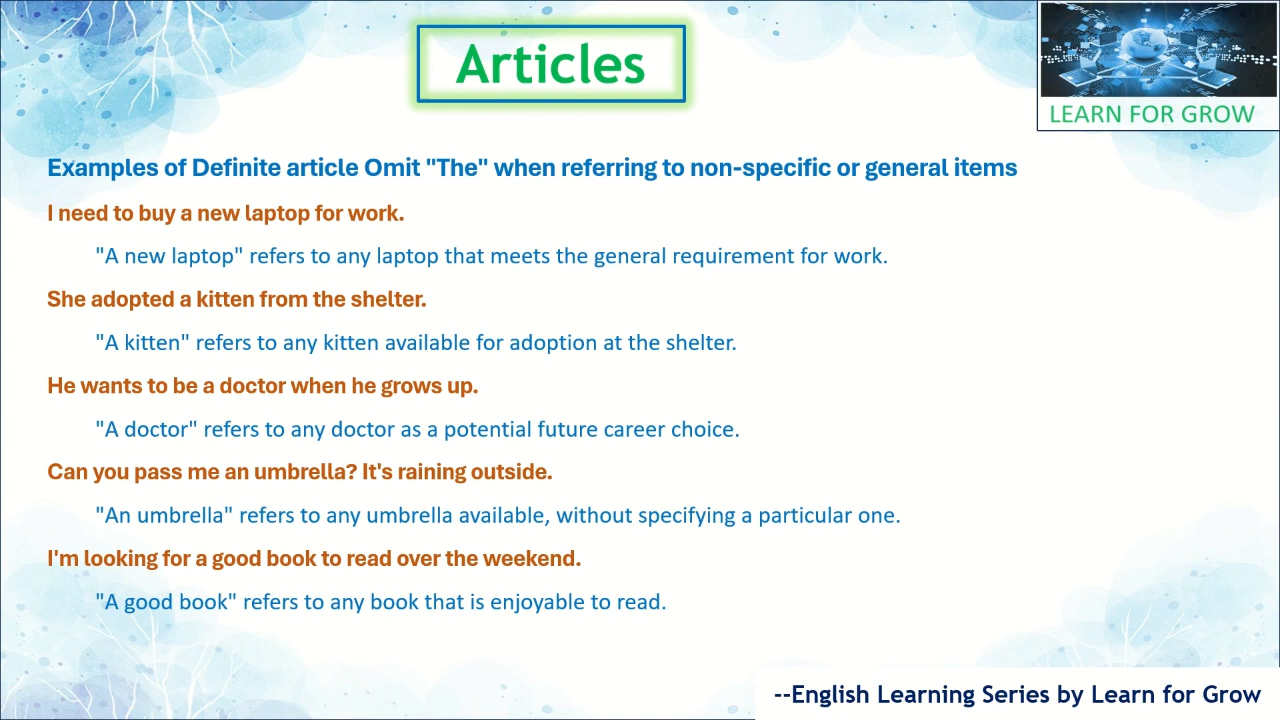 Articles
LEARN FOR GROW
Examples of Definite article Omit "The" when referring to non-specific or general items
I need to buy a new laptop for work.
"A new laptop" refers to any laptop that meets the general requirement for work.
She adopted a kitten from the shelter.
"A kitten" refers to any kitten available for adoption at the shelter.
He wants to be a doctor when he grows up.
"A doctor" refers to any doctor as a potential future career choice.
Can you pass me an umbrella? It's raining outside.
"An umbrella" refers to any umbrella available, without specifying a particular one.
I'm looking for a good book to read over the weekend.
"A good book" refers to any book that is enjoyable to read.
--English Learning Series by Learn for Grow